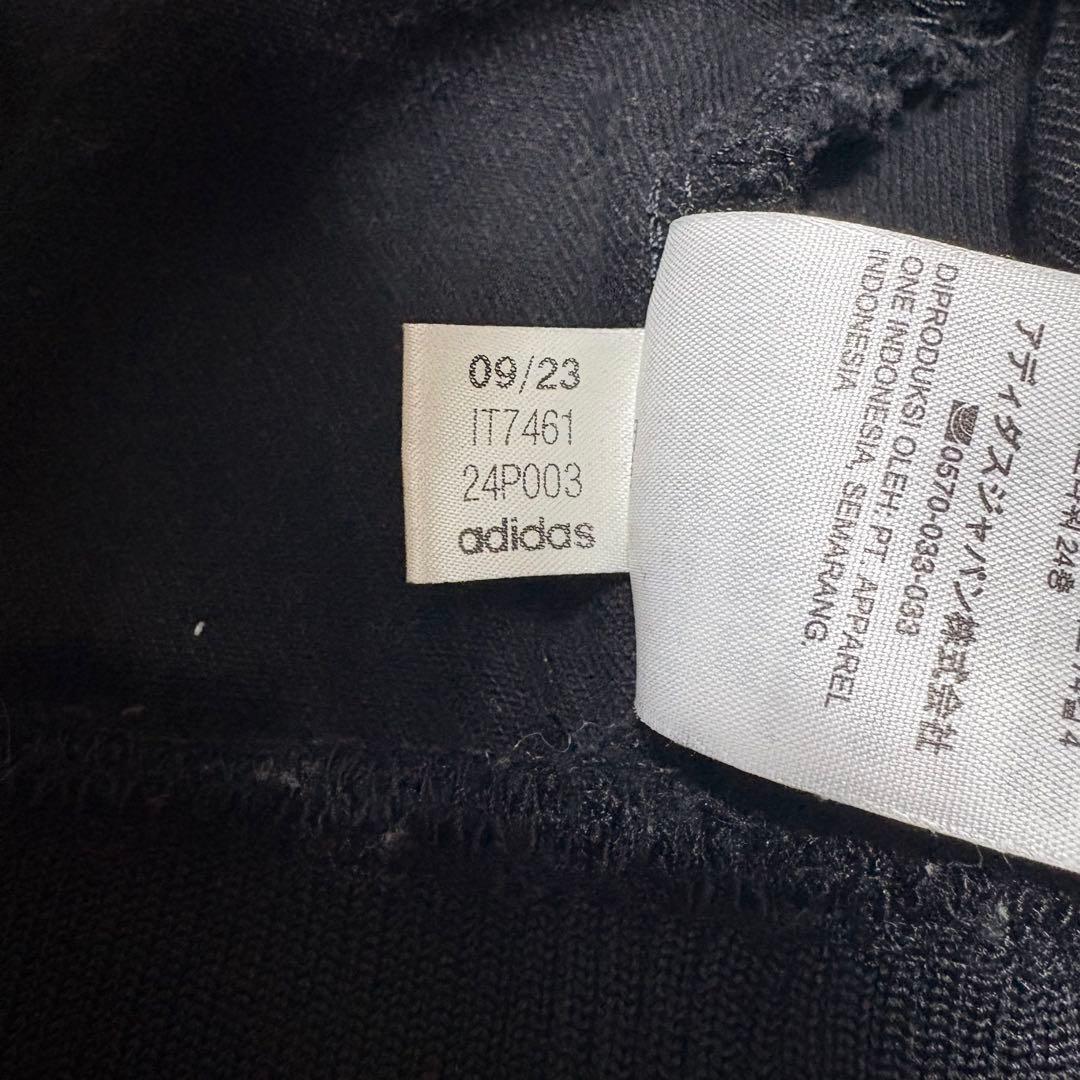 09/23
IT7461
24P003
adidas
アディダスジャパン株式会社
0570-033-033
DIPRODUKSI OLEH, PT. APPAREL
ONE INDONESIA, SEMARANG,
INDONESIA